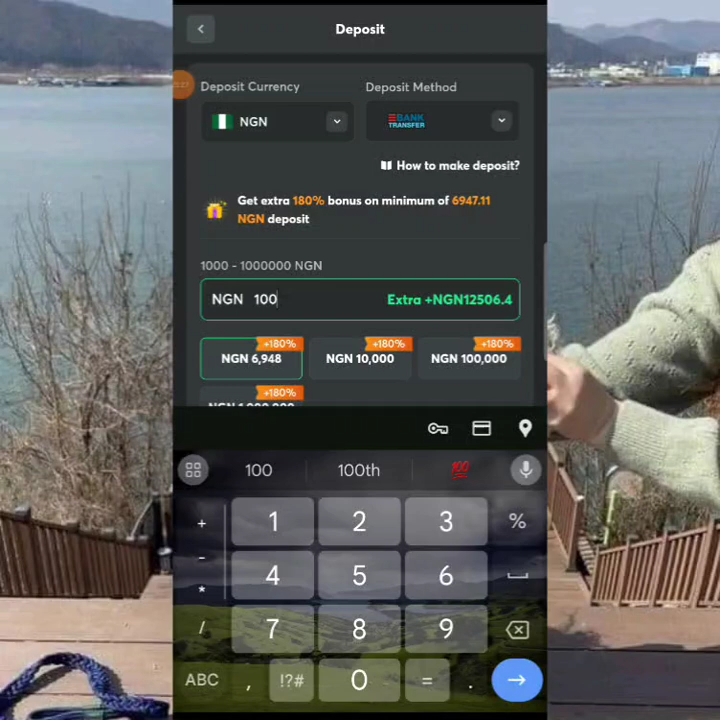 Deposit
Deposit Currency
Deposit Method
NGN
BANK
TRANSFER
How to make deposit?
Get extra 180% bonus on minimum of 6947.11
NGN deposit
1000 - 1000000 NGN
NGN 100
Extra +NGN12506.4
+180%
+180%
+180%
NGN 6,948
NGN 10,000
NGN 100,000
+180%
100
100th
💯
+
1
2
3
%
-
4
5
6
*
/
7
8
9
ABC
,
!?#
0
=
.